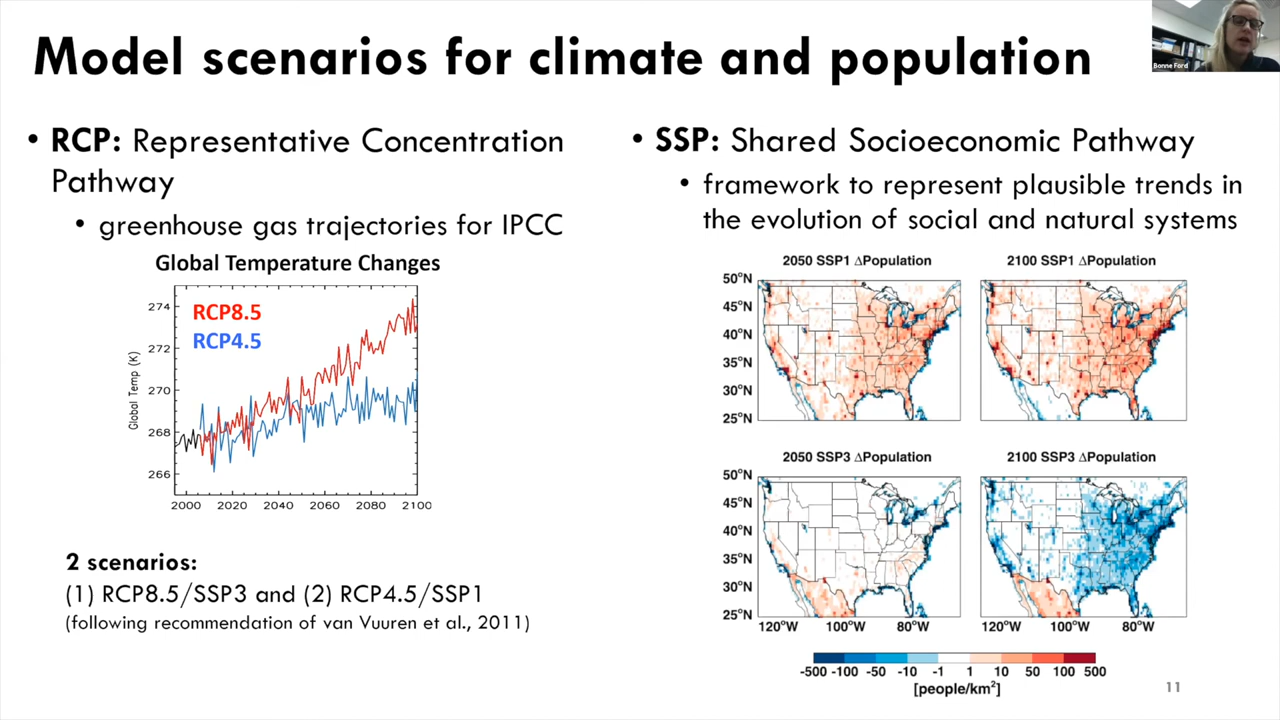 Model scenarios for climate and population
Bonne Ford
• RCP: Representative Concentration
Pathway
• greenhouse gas trajectories for IPCC
Global Temperature Changes
RCP8.5
RCP4.5
Global Temp (K)
274
272
270
268
266
2000 2020 2040 2060 2080 2100
2 scenarios:
(1) RCP8.5/SSP3 and (2) RCP4.5/SSP1
(following recommendation of van Vuuren et al., 2011)
• SSP: Shared Socioeconomic Pathway
• framework to represent plausible trends in
the evolution of social and natural systems
2050 SSP1 ΔPopulation
2100 SSP1 ΔPopulation
50°N
45°N
40°N
35°N
30°N
25°N
2050 SSP3 ΔPopulation
2100 SSP3 ΔPopulation
50°N
45°N
40°N
35°N
30°N
25°N
120°W 100°W 80°W
120°W 100°W 80°W
-500 -100 -50 -10 -1 1 10 50 100 500
[people/km²]
11